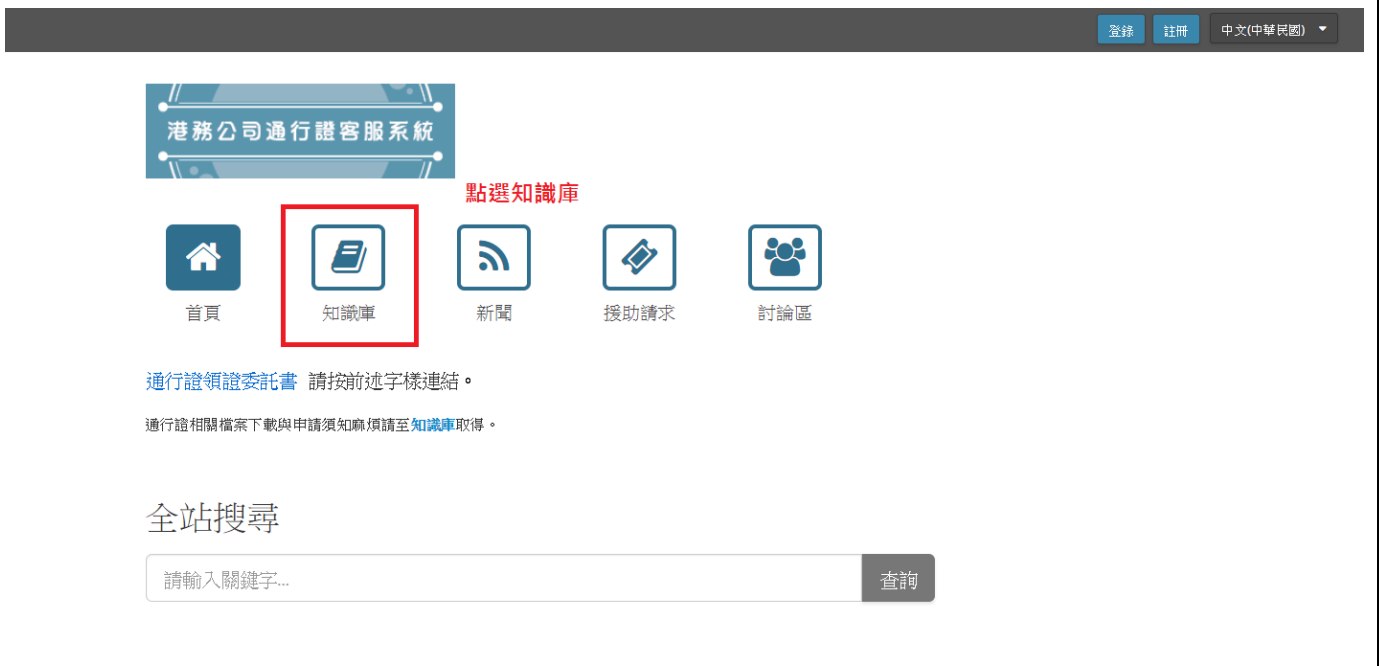 登錄 註冊 中文(中華民國)
港務公司通行證客服系統
點選知識庫
首頁 知識庫 新聞 援助請求 討論區
通行證領證委託書 請按前述字樣連結。
通行證相關檔案下載與申請須知麻煩請至知識庫取得。
全站搜尋
請輸入關鍵字... 查詢